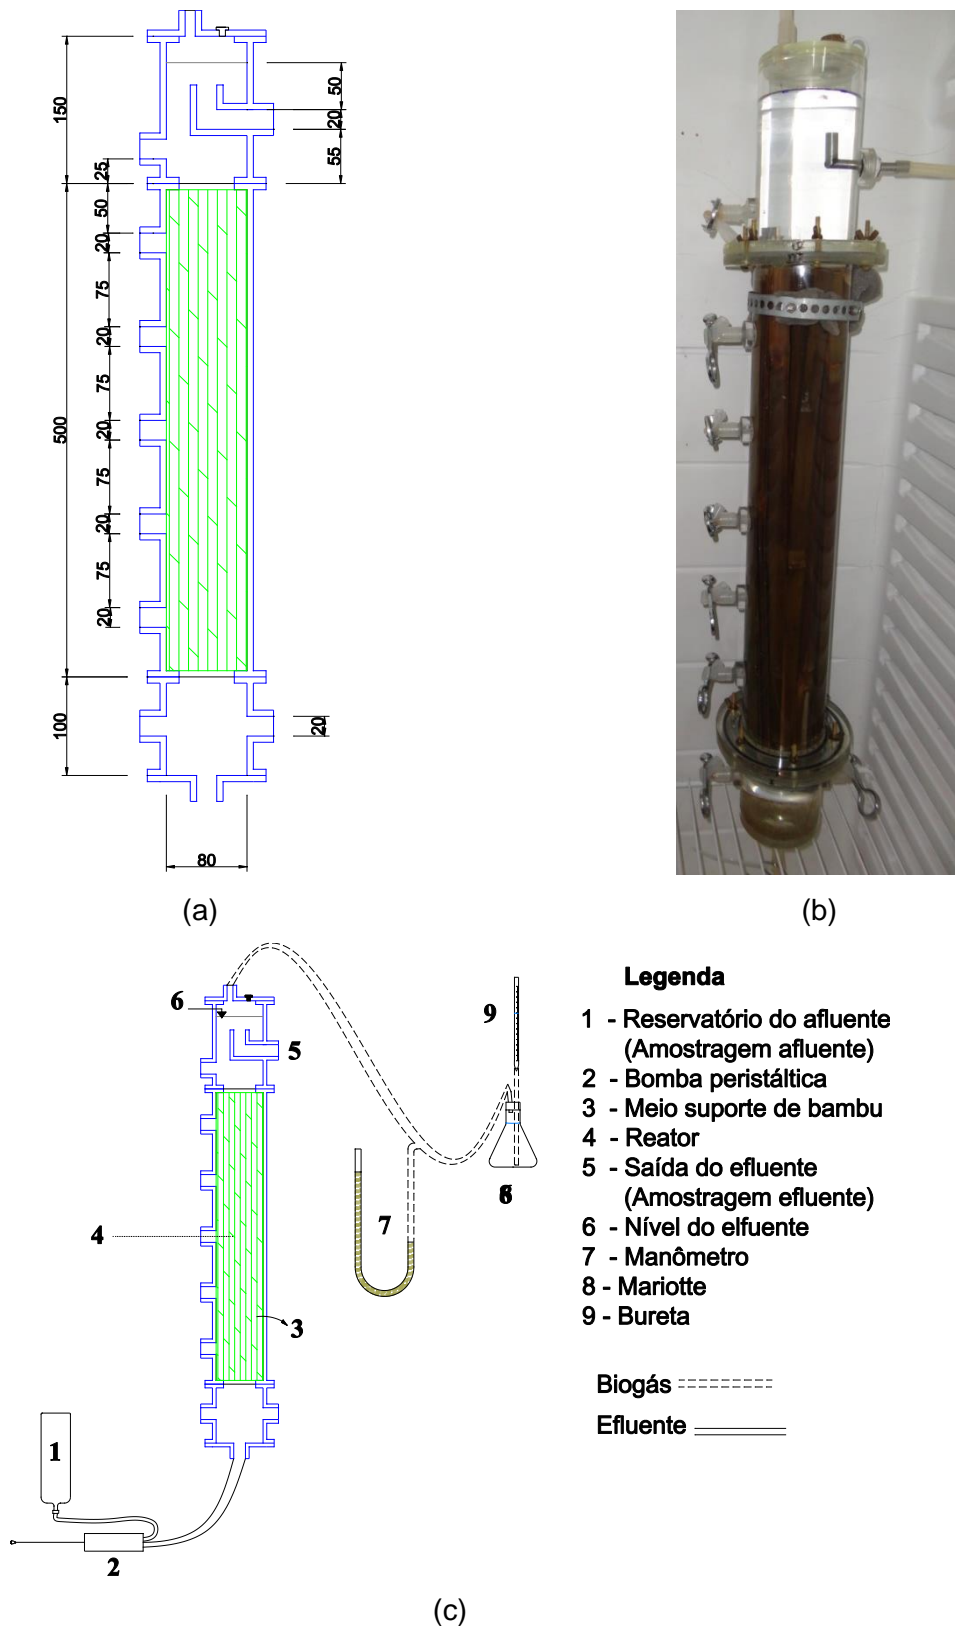 150
50
20
55
25
50
20
75
20
75
20
75
20
75
20
500
100
20
80
(a)
(b)
6
5
9
8
7
4
3
1
2
Legenda
1 - Reservatório do afluente
(Amostragem afluente)
2 - Bomba peristáltica
3 - Meio suporte de bambu
4 - Reator
5 - Saída do efluente
(Amostragem efluente)
6 - Nível do elfuente
7 - Manômetro
8 - Mariotte
9 - Bureta
Biogás
Efluente
(c)